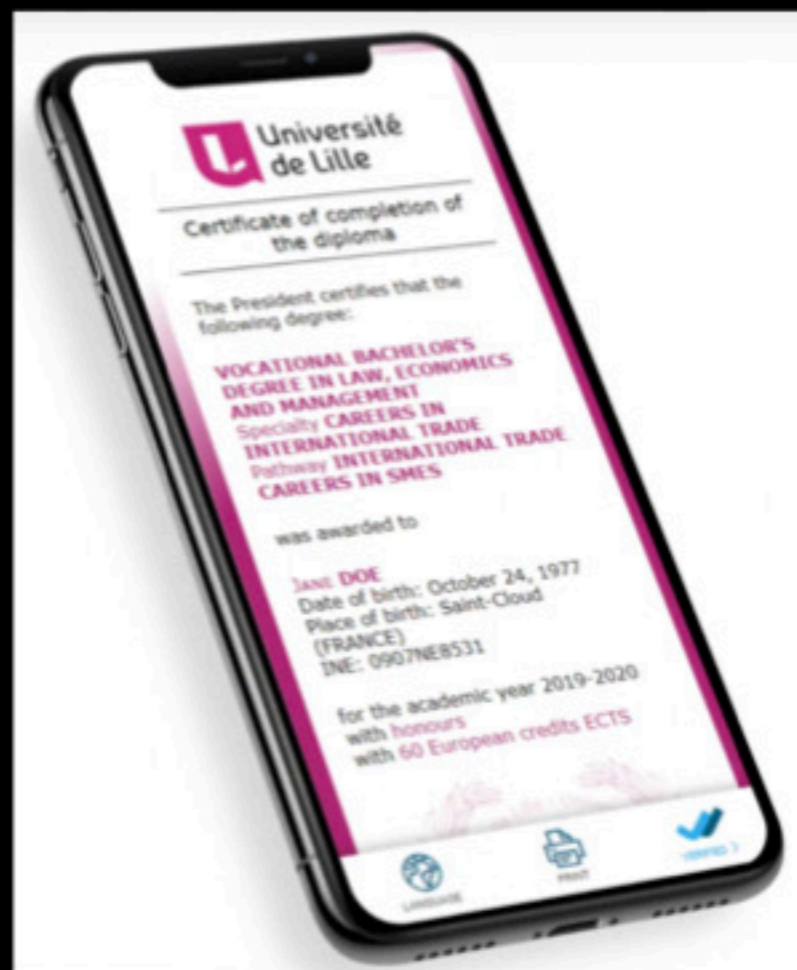 Université
de Lille
Certificate of completion of
the diploma
The President certifies that the
following degree:
VOCATIONAL BACHELOR'S
DEGREE IN LAW, ECONOMICS
AND MANAGEMENT
Specialty CAREERS IN
INTERNATIONAL TRADE
Pathway INTERNATIONAL TRADE
CAREERS IN SMES
was awarded to
JANE DOE
Date of birth: October 24, 1977
Place of birth: Saint-Cloud
(FRANCE)
INE: 0907NE8531
for the academic year 2019-2020
with honours
with 60 European credits ECTS
LANGUAGE
PRINT
VERIFIED